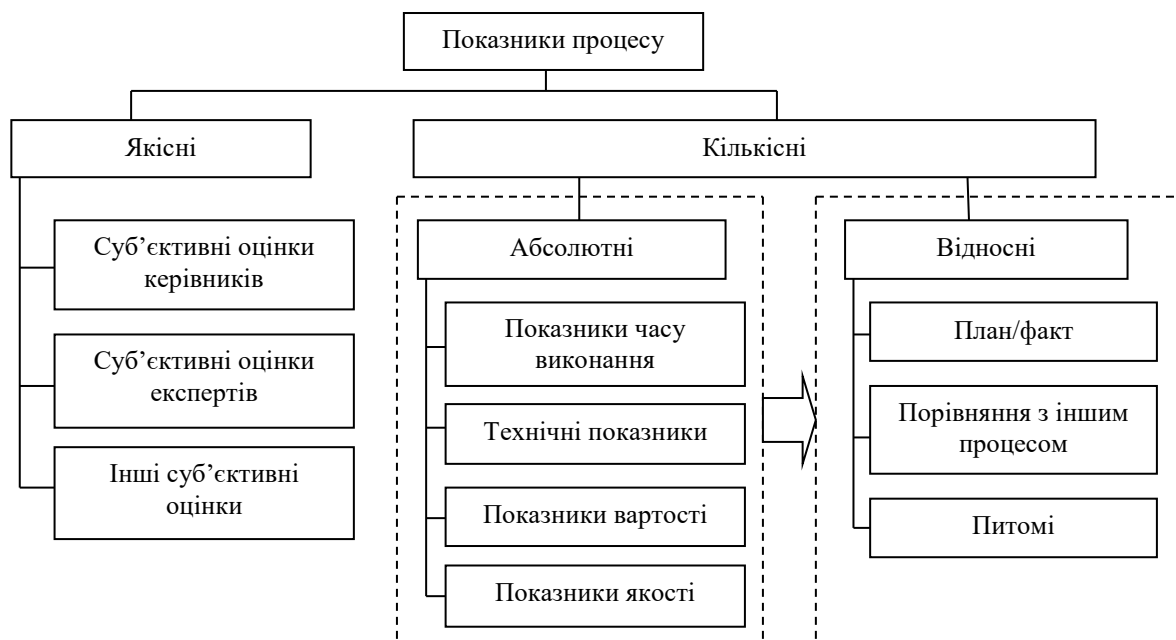 Показники процесу
Якісні
Кількісні
Суб’єктивні оцінки
керівників
Суб’єктивні оцінки
експертів
Інші суб’єктивні
оцінки
Абсолютні
Показники часу
виконання
Технічні показники
Показники вартості
Показники якості
Відносні
План/факт
Порівняння з іншим
процесом
Питомі